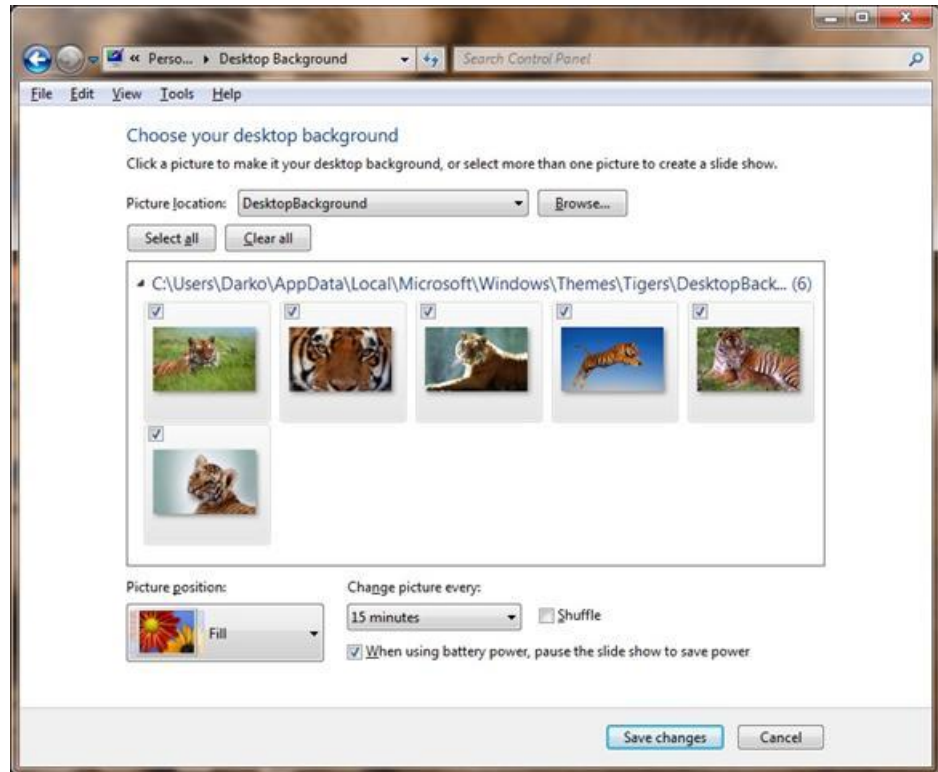 « Perso... ▸ Desktop Background
Search Control Panel
File Edit View Tools Help
Choose your desktop background
Click a picture to make it your desktop background, or select more than one picture to create a slide show.
Picture location: DesktopBackground Browse...
Select all Clear all
C:\Users\Darko\AppData\Local\Microsoft\Windows\Themes\Tigers\DesktopBack... (6)
Picture position: Change picture every:
Fill 15 minutes Shuffle
When using battery power, pause the slide show to save power
Save changes Cancel